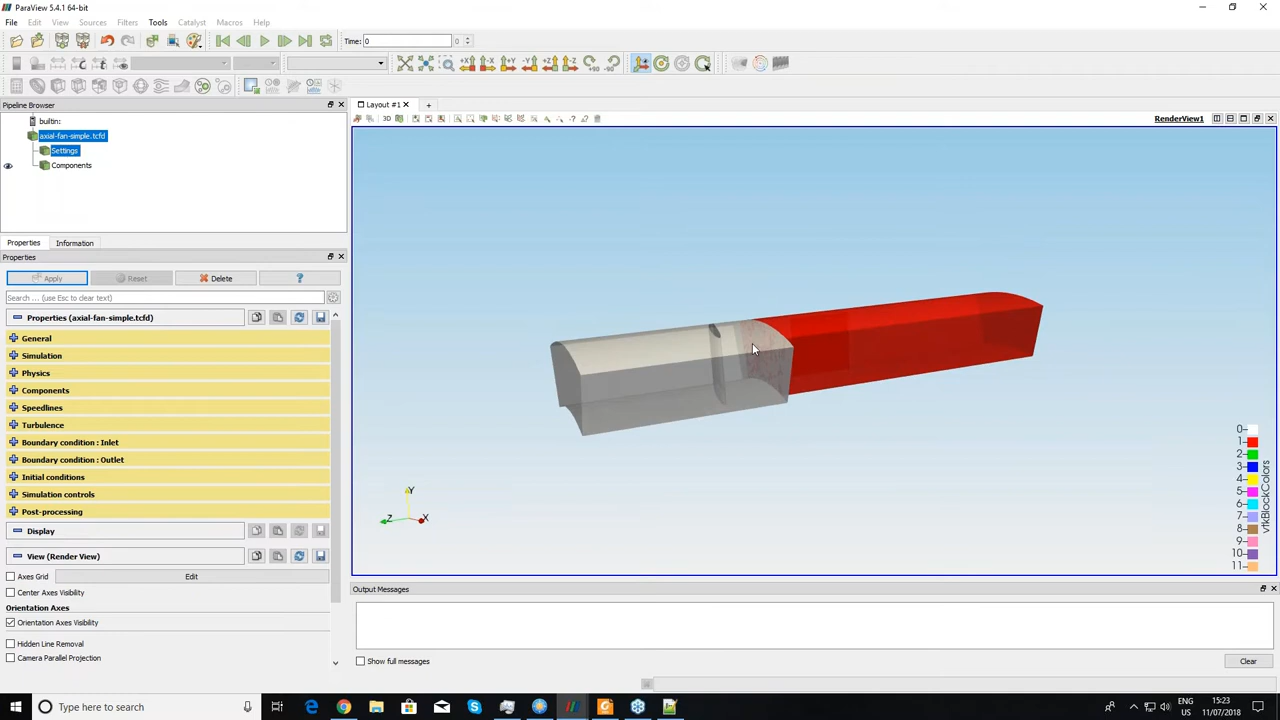 ParaView 5.4.1 64-bit
File Edit View Sources Filters Tools Catalyst Macros Help
Time: 0 0
+X -X +Y -Y +Z -Z +90 -90
Pipeline Browser
Layout #1
builtin:
3D
RenderView1
axial-fan-simple.tcfd
Settings
Components
Properties Information
Properties
Apply Reset Delete ?
Search ... (use Esc to clear text)
Properties (axial-fan-simple.tcfd)
General
Simulation
Physics
Components
Speedlines
Turbulence
Boundary condition : Inlet
Boundary condition : Outlet
Initial conditions
Simulation controls
Post-processing
Display
View (Render View)
Axes Grid Edit
Center Axes Visibility
Orientation Axes
Orientation Axes Visibility
Hidden Line Removal
Camera Parallel Projection
Y
Z X
0
1
2
3
4
5
6
7
8
9
10
11
vtkBlockColors
Output Messages
Show full messages
Clear
Type here to search
ENG
US
15:23
11/07/2018